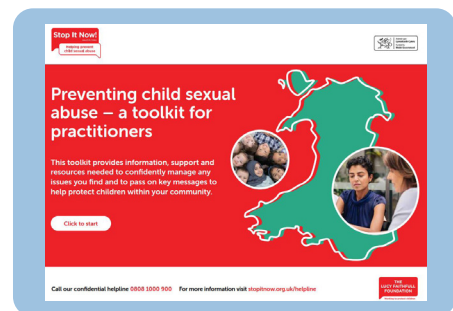 Stop It Now!
helping prevent
child sexual abuse
Preventing child sexual
abuse – a toolkit for
practitioners
This toolkit provides information, support and
resources needed to confidently manage any
issues you find and to pass on key messages to
help protect children within your community.
Click to start
Call our confidential helpline 0808 1000 900 For more information visit stopitnow.org.uk/helpline
THE
LUCY FAITHFULL
FOUNDATION